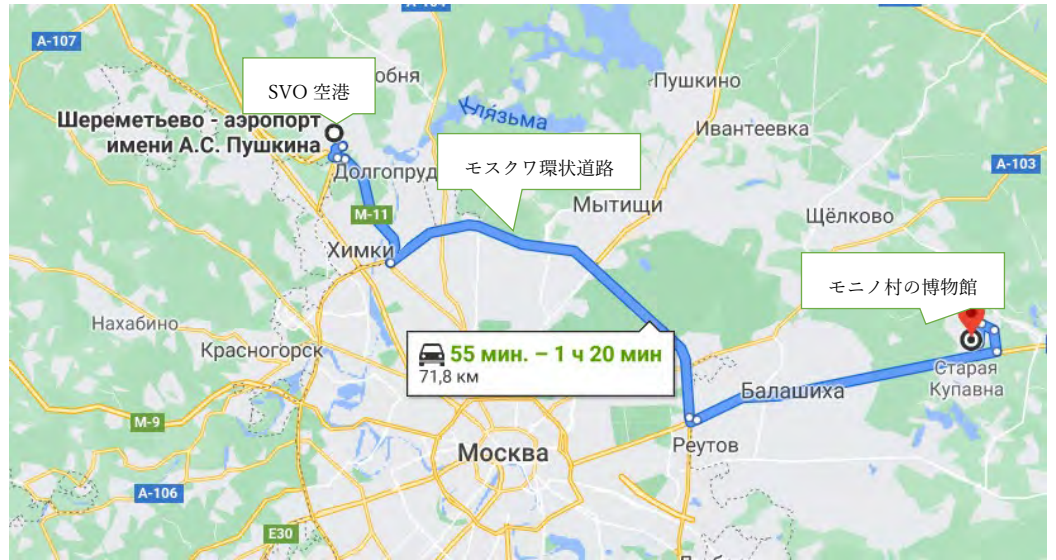 A-104
A-107
обня
SVO 空港
Клязьма
Пушкино
Шереметьево - аэропорт
имени А.С. Пушкина
Ивантеевка
Долгопруд
モスクワ環状道路
A-103
M-11
Мытищи
Щёлково
Химки
モニノ村の博物館
Нахабино
Красногорск
55 мин. – 1 ч 20 мин
71,8 км
Старая
Купавна
Балашиха
M-9
Москва
Реутов
A-106
E30